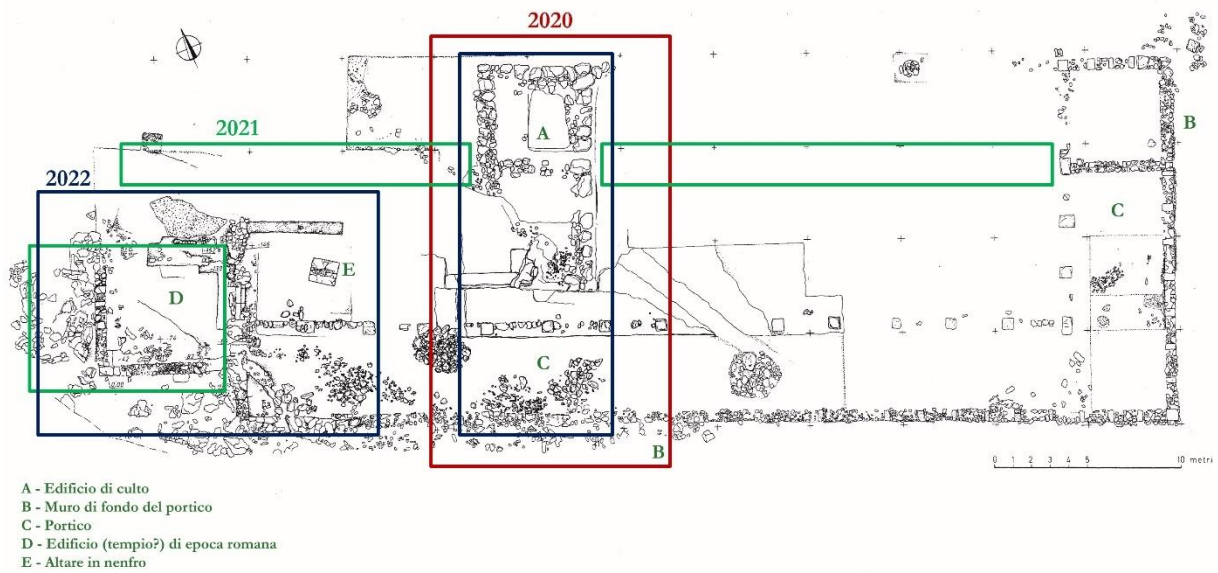 2020
2021
2022
A
B
C
D
E
C
B
0 1 2 3 4 5 10 metri
A - Edificio di culto
B - Muro di fondo del portico
C - Portico
D - Edificio (tempio?) di epoca romana
E - Altare in nenfro